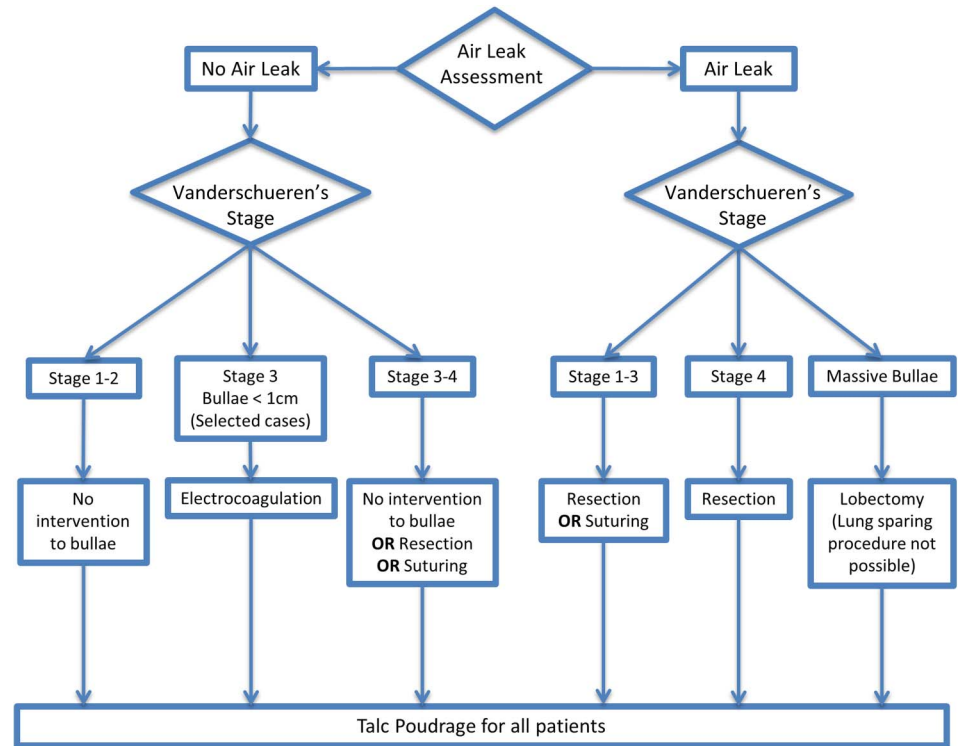 Air Leak
Assessment
No Air Leak
Air Leak
Vanderschueren's
Stage
Vanderschueren's
Stage
Stage 1-2
Stage 3
Bullae < 1cm
(Selected cases)
Stage 3-4
Stage 1-3
Stage 4
Massive Bullae
No
intervention
to bullae
Electrocoagulation
No intervention
to bullae
OR Resection
OR Suturing
Resection
OR Suturing
Resection
Lobectomy
(Lung sparing
procedure not
possible)
Talc Poudrage for all patients